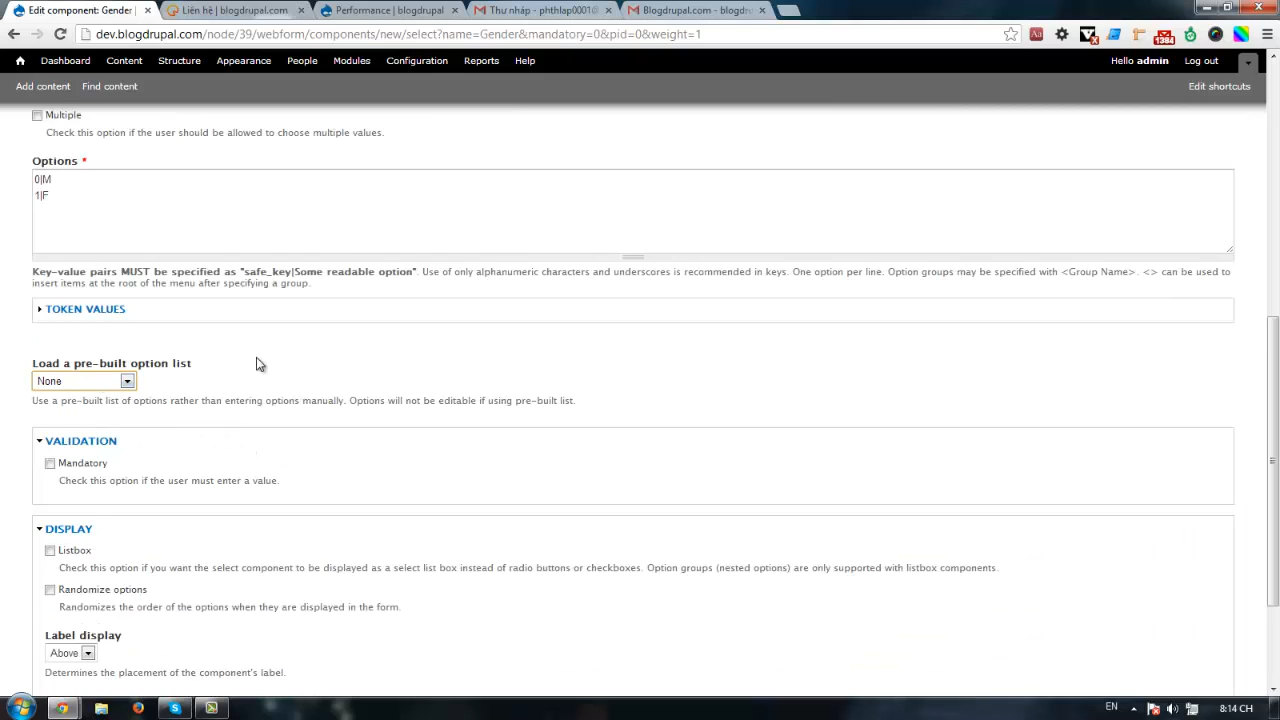 Edit component: Gender
Liên hệ | blogdrupal.com
Performance | blogdrupal
Thư nháp - phthlap0001@
Blogdrupal.com - blogdru
dev.blogdrupal.com/node/39/webform/components/new/select?name=Gender&mandatory=0&pid=0&weight=1
1384
Dashboard Content Structure Appearance People Modules Configuration Reports Help
Hello admin Log out
Add content Find content
Edit shortcuts
Multiple
Check this option if the user should be allowed to choose multiple values.
Options *
0|M
1|F
Key-value pairs MUST be specified as "safe_key|Some readable option". Use of only alphanumeric characters and underscores is recommended in keys. One option per line. Option groups may be specified with <Group Name>. <> can be used to
insert items at the root of the menu after specifying a group.
TOKEN VALUES
Load a pre-built option list
None
Use a pre-built list of options rather than entering options manually. Options will not be editable if using pre-built list.
VALIDATION
Mandatory
Check this option if the user must enter a value.
DISPLAY
Listbox
Check this option if you want the select component to be displayed as a select list box instead of radio buttons or checkboxes. Option groups (nested options) are only supported with listbox components.
Randomize options
Randomizes the order of the options when they are displayed in the form.
Label display
Above
Determines the placement of the component's label.
EN
8:14 CH